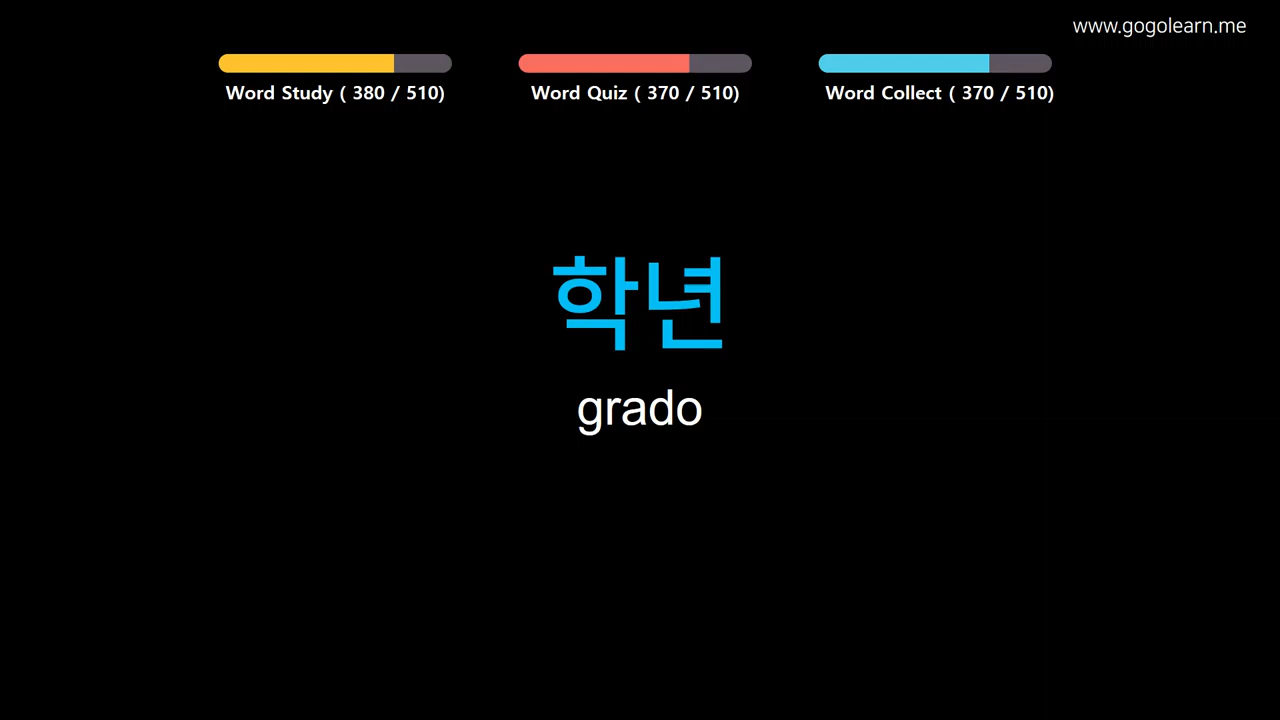 www.gogolearn.me
Word Study ( 380 / 510)
Word Quiz ( 370 / 510)
Word Collect ( 370 / 510)
학년
grado